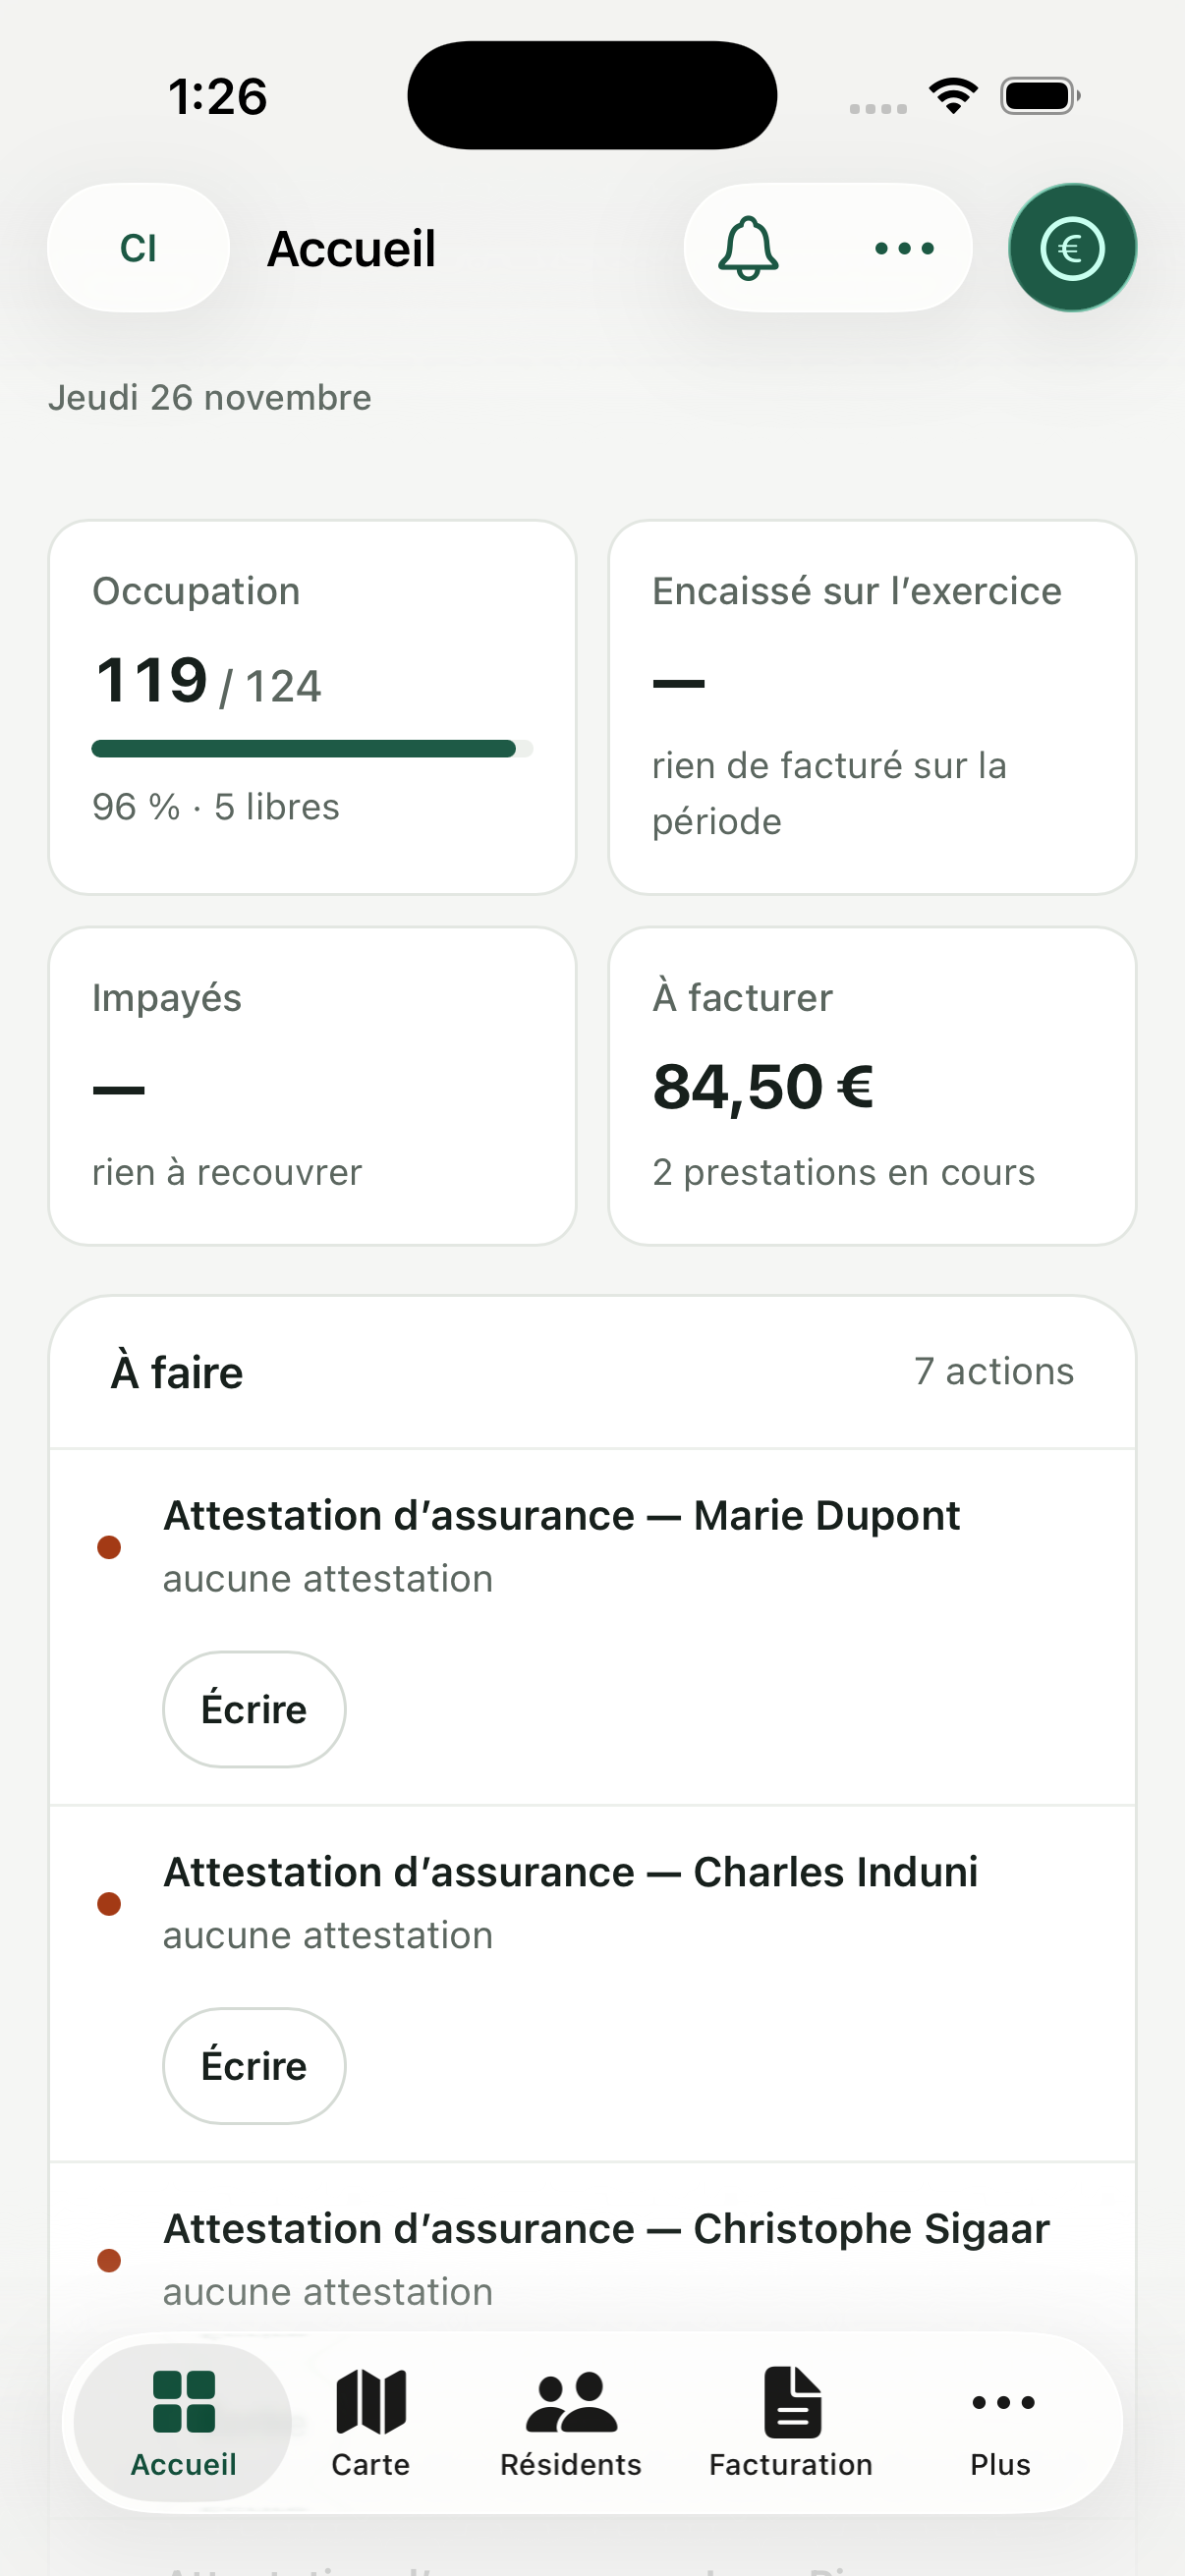 1:26
CI
Accueil
€
Jeudi 26 novembre
Occupation
119 / 124
96 % · 5 libres
Encaissé sur l’exercice
—
rien de facturé sur la
période
Impayés
—
rien à recouvrer
À facturer
84,50 €
2 prestations en cours
À faire
7 actions
Attestation d’assurance — Marie Dupont
aucune attestation
Écrire
Attestation d’assurance — Charles Induni
aucune attestation
Écrire
Attestation d’assurance — Christophe Sigaar
aucune attestation
Accueil
Carte
Résidents
Facturation
Plus